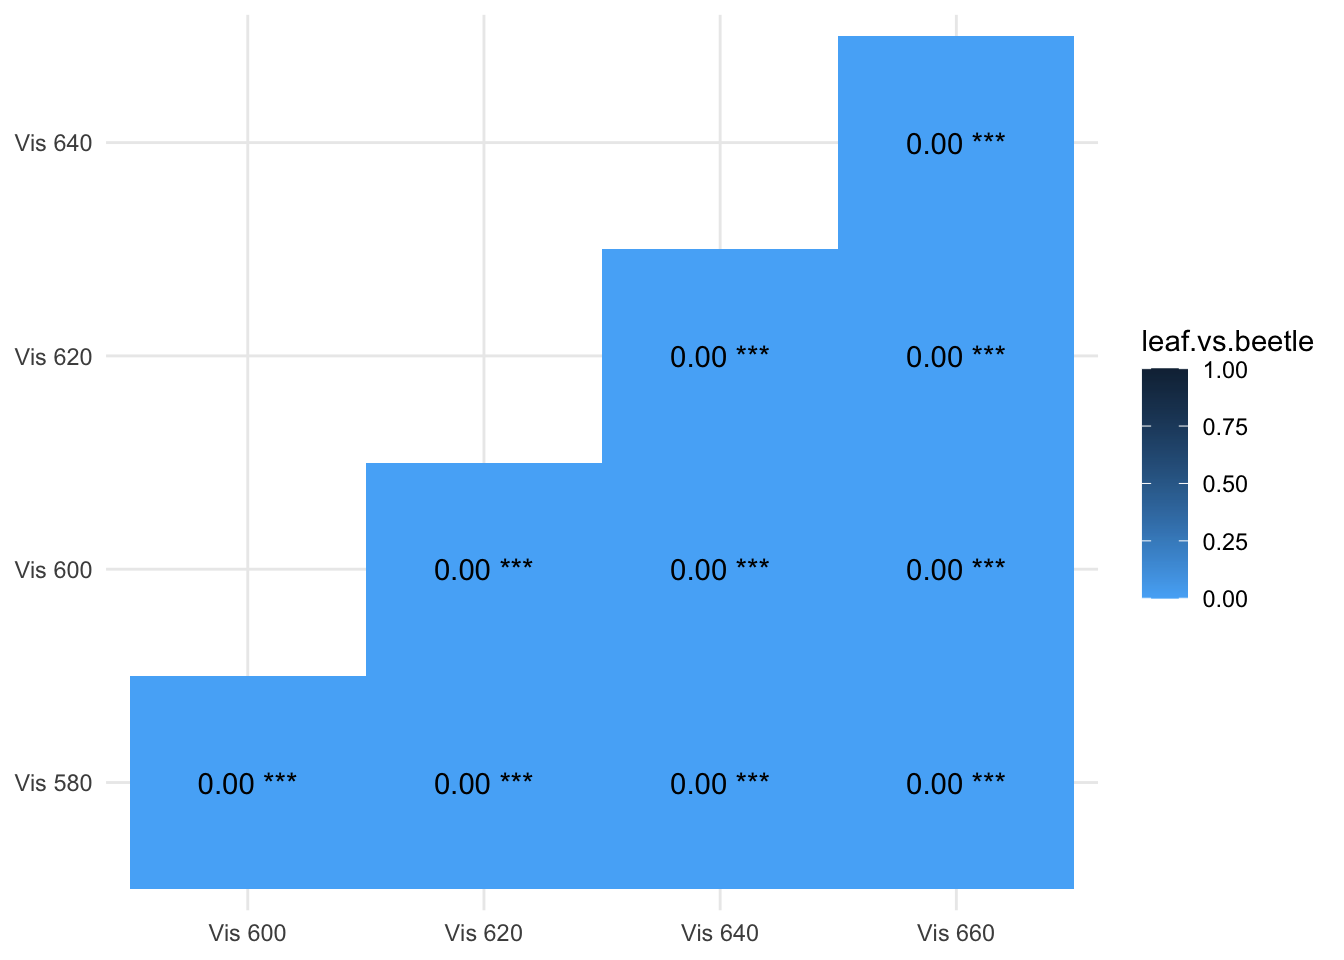 Vis 640
0.00 ***
Vis 620
0.00 *** 0.00 ***
Vis 600
0.00 *** 0.00 *** 0.00 ***
Vis 580
0.00 *** 0.00 *** 0.00 *** 0.00 ***
Vis 600 Vis 620 Vis 640 Vis 660
leaf.vs.beetle
1.00
0.75
0.50
0.25
0.00